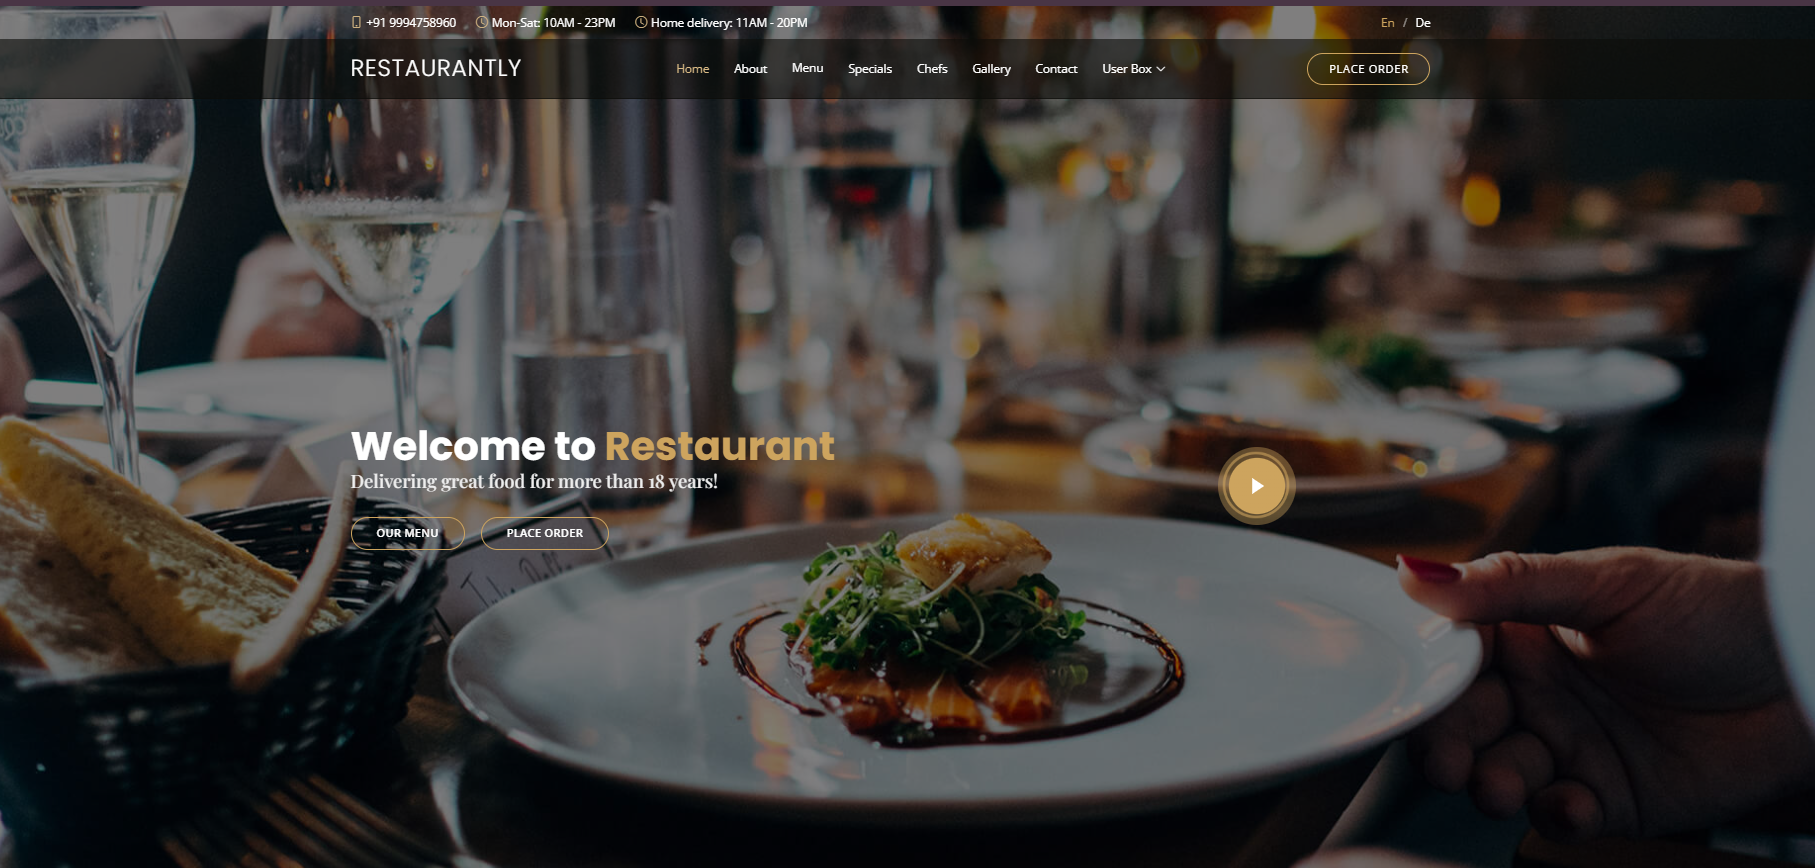 +91 9994758960 Mon-Sat: 10AM - 23PM Home delivery: 11AM - 20PM En / De
RESTAURANTLY Home About Menu Specials Chefs Gallery Contact User Box PLACE ORDER
Welcome to Restaurant
Delivering great food for more than 18 years!
OUR MENU PLACE ORDER